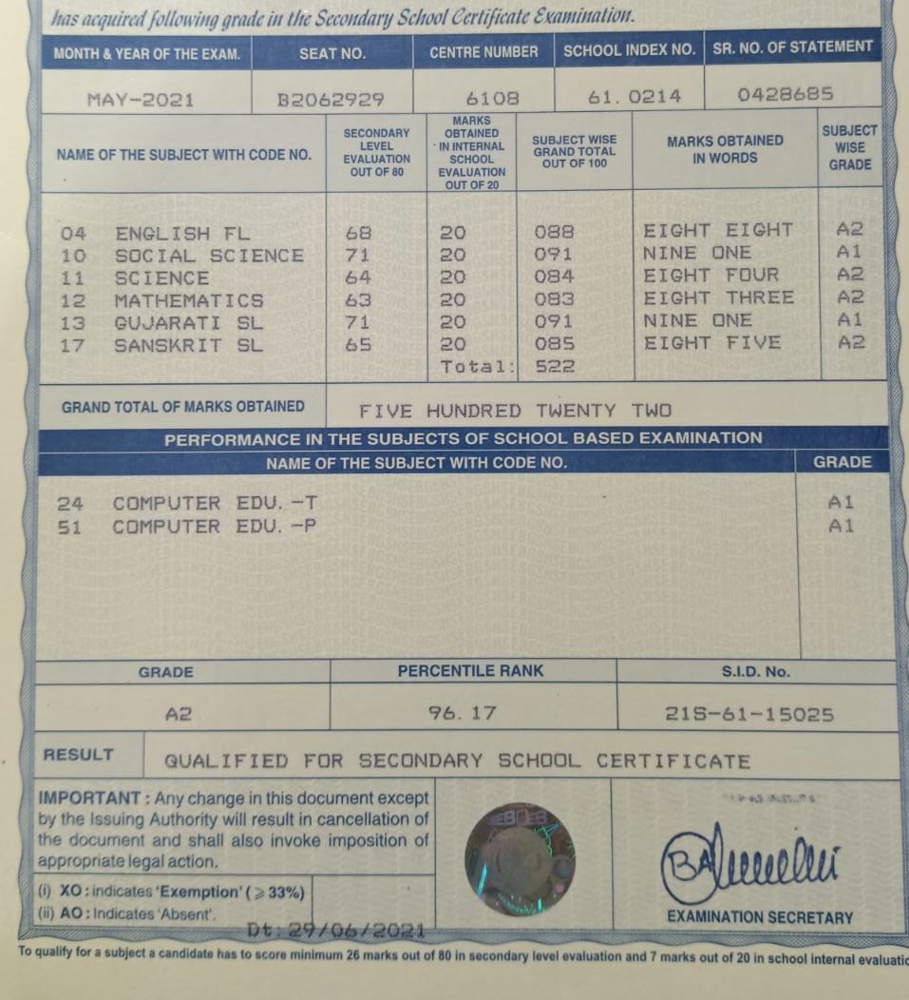 has acquired following grade in the Secondary School Certificate Examination.
MONTH & YEAR OF THE EXAM. SEAT NO. CENTRE NUMBER SCHOOL INDEX NO. SR. NO. OF STATEMENT
MAY-2021 B2062929 6108 61.0214 0428685
NAME OF THE SUBJECT WITH CODE NO. SECONDARY LEVEL EVALUATION OUT OF 80 MARKS OBTAINED IN INTERNAL SCHOOL EVALUATION OUT OF 20 SUBJECT WISE GRAND TOTAL OUT OF 100 MARKS OBTAINED IN WORDS SUBJECT WISE GRADE
04 ENGLISH FL 68 20 088 EIGHT EIGHT A2
10 SOCIAL SCIENCE 71 20 091 NINE ONE A1
11 SCIENCE 64 20 084 EIGHT FOUR A2
12 MATHEMATICS 63 20 083 EIGHT THREE A2
13 GUJARATI SL 71 20 091 NINE ONE A1
17 SANSKRIT SL 65 20 085 EIGHT FIVE A2
Total: 522
GRAND TOTAL OF MARKS OBTAINED FIVE HUNDRED TWENTY TWO
PERFORMANCE IN THE SUBJECTS OF SCHOOL BASED EXAMINATION
NAME OF THE SUBJECT WITH CODE NO. GRADE
24 COMPUTER EDU. -T A1
51 COMPUTER EDU. -P A1
GRADE PERCENTILE RANK S.I.D. No.
A2 96.17 21S-61-15025
RESULT QUALIFIED FOR SECONDARY SCHOOL CERTIFICATE
IMPORTANT : Any change in this document except
by the Issuing Authority will result in cancellation of
the document and shall also invoke imposition of
appropriate legal action.
(i) XO : indicates 'Exemption' (⩾ 33%)
(ii) AO : Indicates 'Absent'.
EXAMINATION SECRETARY
Dt: 29/06/2021
To qualify for a subject a candidate has to score minimum 26 marks out of 80 in secondary level evaluation and 7 marks out of 20 in school internal evaluatio